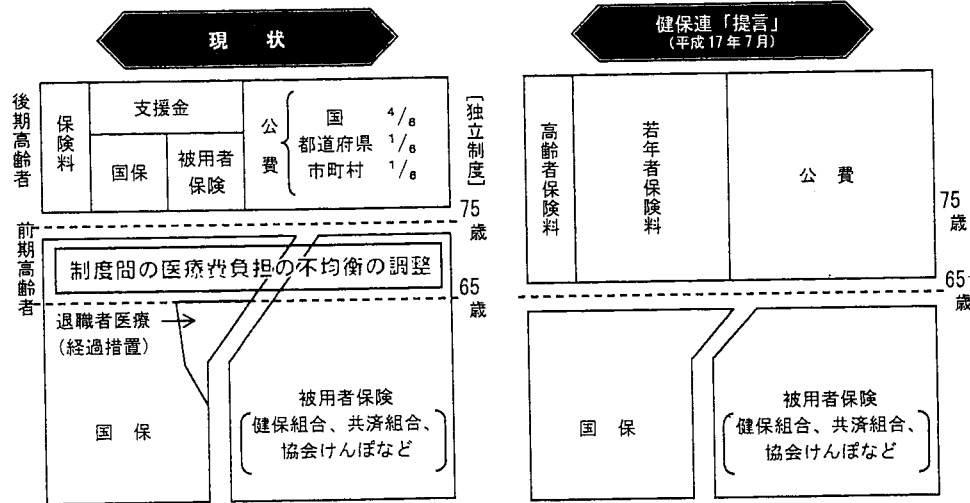 現状
後期高齢者
保険料
支援金
国保
被用者
保険
公費
国 4/6
都道府県 1/6
市町村 1/6
[独立制度]
75歳
前期高齢者
制度間の医療費負担の不均衡の調整
65歳
退職者医療→
(経過措置)
国保
被用者保険
(健保組合、共済組合、
協会けんぽなど)
健保連「提言」
(平成17年7月)
高齢者保険料
若年者保険料
公費
75歳
65歳
国保
被用者保険
(健保組合、共済組合、
協会けんぽなど)